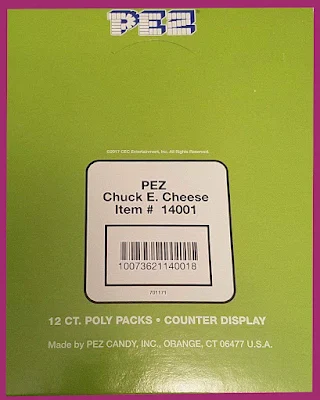 PEZ
©2017 CEC Entertainment, Inc. All Rights Reserved.
PEZ
Chuck E. Cheese
Item # 14001
10073621140018
701171
12 CT. POLY PACKS • COUNTER DISPLAY
Made by PEZ CANDY, INC., ORANGE, CT 06477 U.S.A.